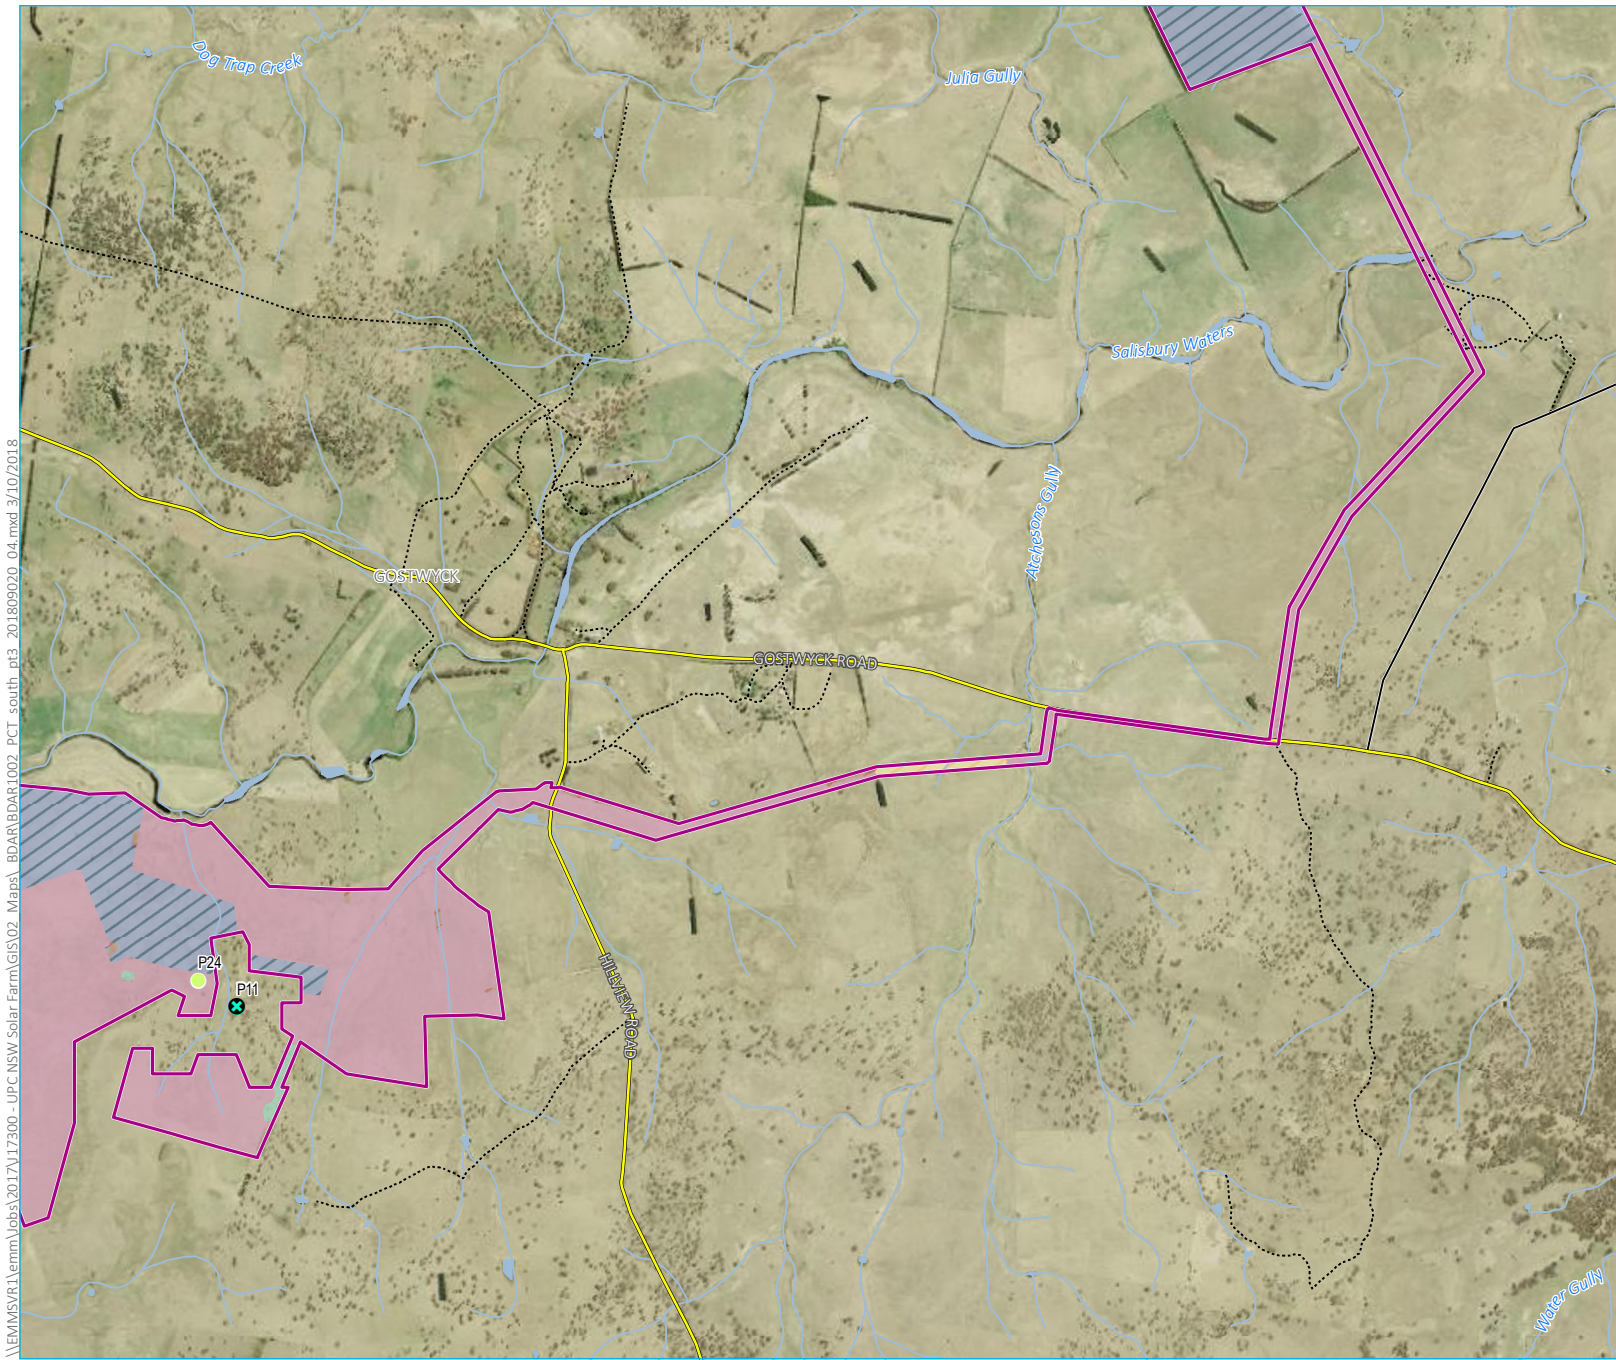 Dog Trap Creek
Julia Gully
Salisbury Waters
Atchesons Gully
GOSTWYCK
GOSTWYCK ROAD
P24
P11
HILLVIEW ROAD
Water Gully
\\EMMSVR1\emm\Jobs\2017\J17300 - UPC NSW Solar Farm\GIS\02_Maps\_BDAR\BDAR1002_PCT_south_pt3_201809020_04.mxd 3/10/2018